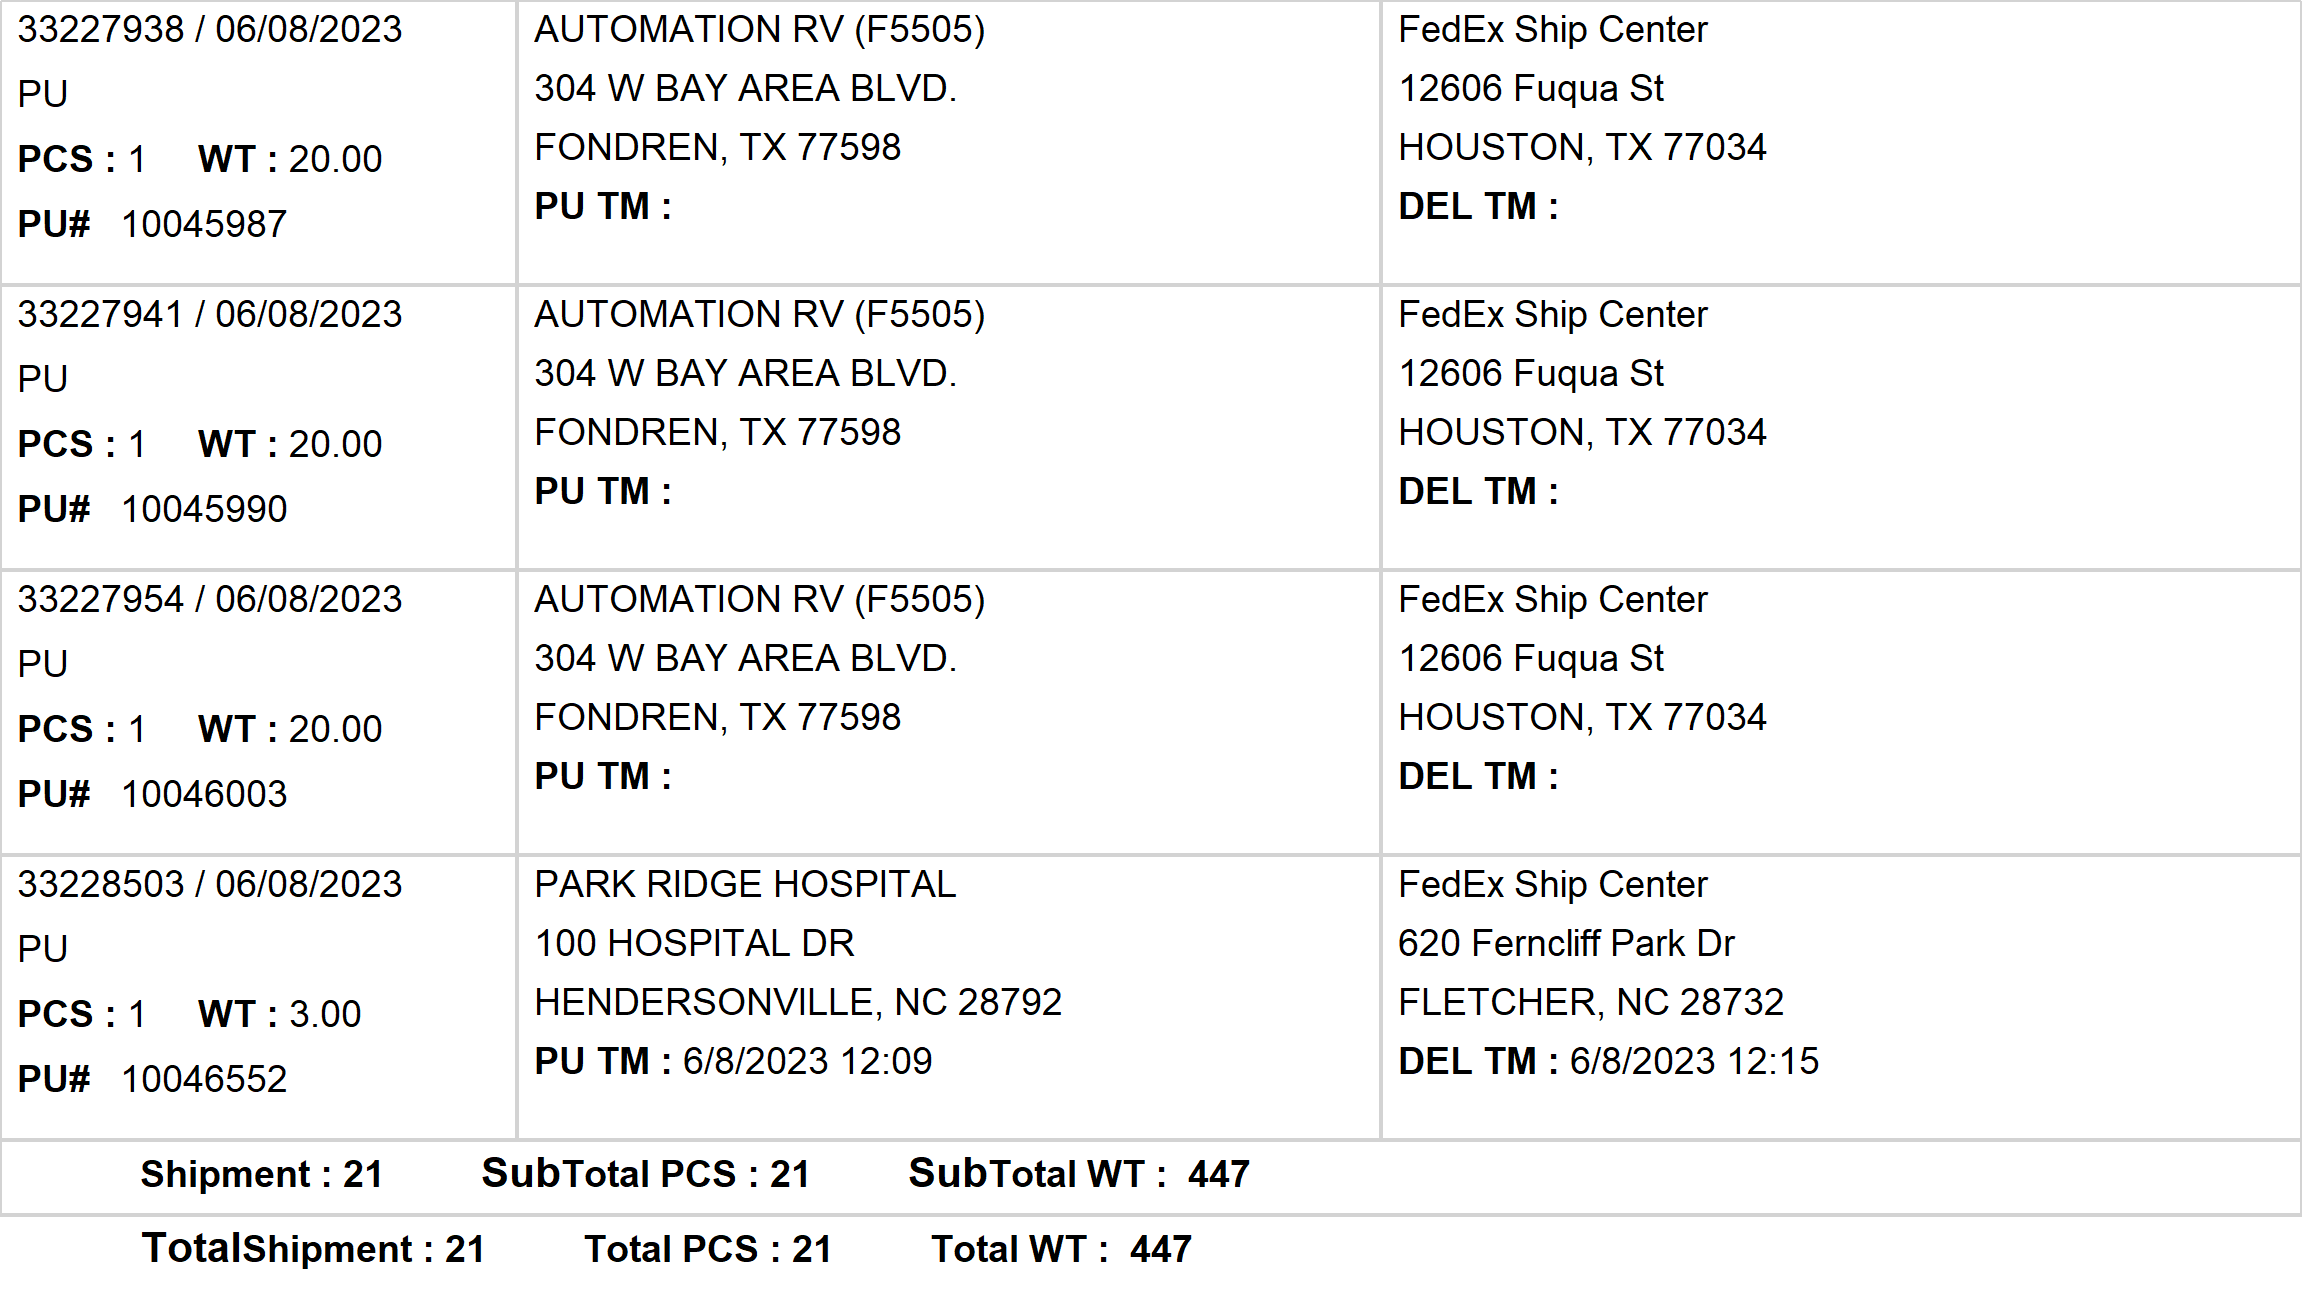 33227938 / 06/08/2023
PU
PCS : 1 WT : 20.00
PU# 10045987
AUTOMATION RV (F5505)
304 W BAY AREA BLVD.
FONDREN, TX 77598
PU TM :
FedEx Ship Center
12606 Fuqua St
HOUSTON, TX 77034
DEL TM :
33227941 / 06/08/2023
PU
PCS : 1 WT : 20.00
PU# 10045990
AUTOMATION RV (F5505)
304 W BAY AREA BLVD.
FONDREN, TX 77598
PU TM :
FedEx Ship Center
12606 Fuqua St
HOUSTON, TX 77034
DEL TM :
33227954 / 06/08/2023
PU
PCS : 1 WT : 20.00
PU# 10046003
AUTOMATION RV (F5505)
304 W BAY AREA BLVD.
FONDREN, TX 77598
PU TM :
FedEx Ship Center
12606 Fuqua St
HOUSTON, TX 77034
DEL TM :
33228503 / 06/08/2023
PU
PCS : 1 WT : 3.00
PU# 10046552
PARK RIDGE HOSPITAL
100 HOSPITAL DR
HENDERSONVILLE, NC 28792
PU TM : 6/8/2023 12:09
FedEx Ship Center
620 Ferncliff Park Dr
FLETCHER, NC 28732
DEL TM : 6/8/2023 12:15
Shipment : 21 SubTotal PCS : 21 SubTotal WT : 447
TotalShipment : 21 Total PCS : 21 Total WT : 447